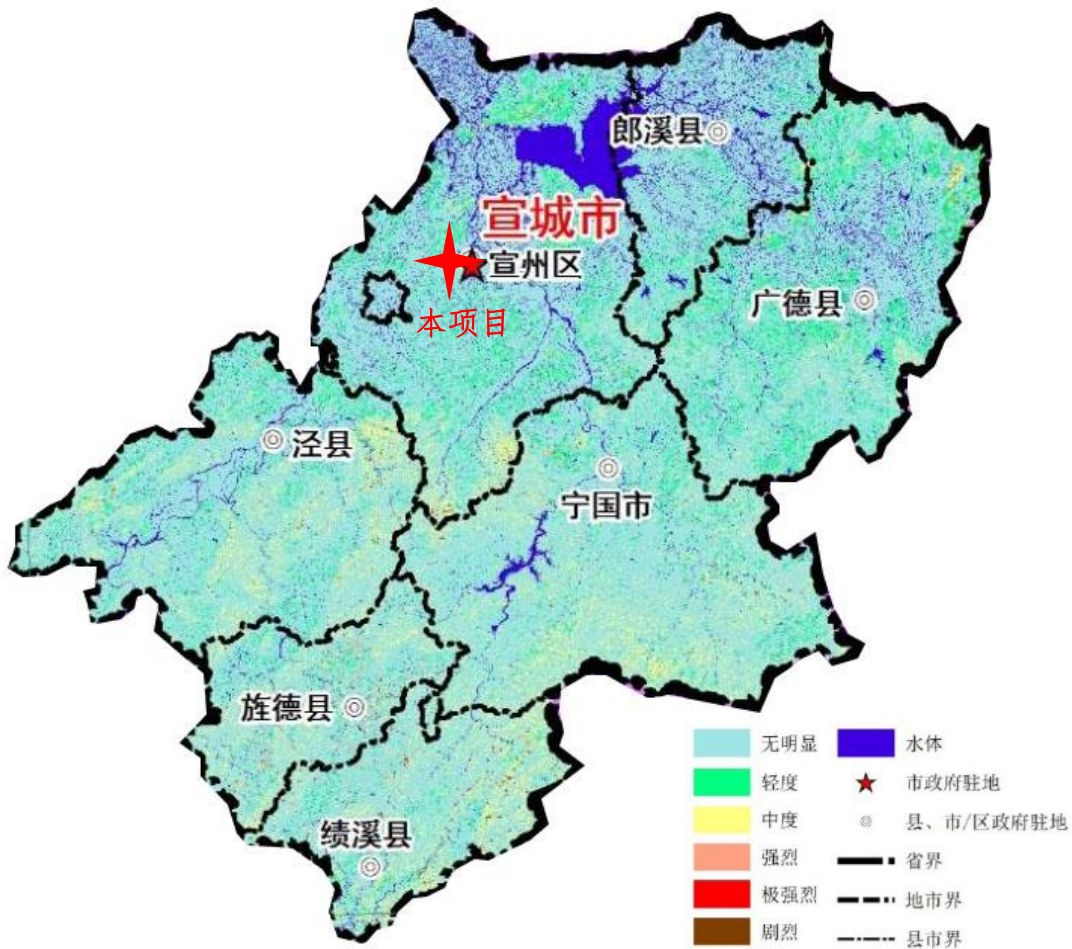 郎溪县
宣城市
宣州区
广德县
本项目
泾县
宁国市
旌德县
绩溪县
无明显
水体
轻度
市政府驻地
中度
县、市/区政府驻地
强烈
省界
极强烈
地市界
剧烈
县市界